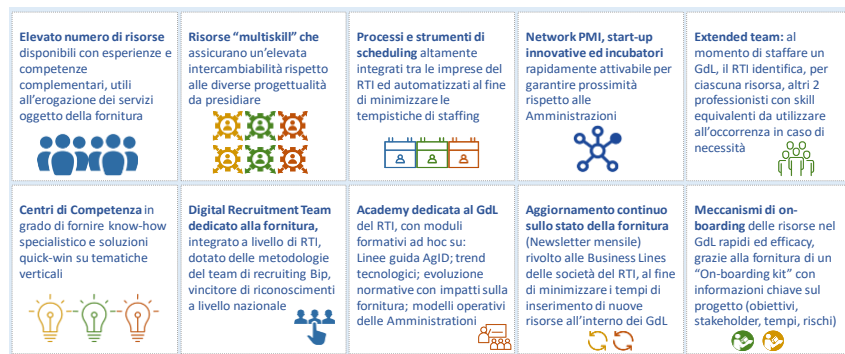 Elevato numero di risorse
disponibili con esperienze e
competenze
complementari, utili
all'erogazione dei servizi
oggetto della fornitura
Risorse "multiskill" che
assicurano un'elevata
intercambiabilità rispetto
alle diverse progettualità
da presidiare
Processi e strumenti di
scheduling altamente
integrati tra le imprese del
RTI ed automatizzati al fine
di minimizzare le
tempistiche di staffing
Network PMI, start-up
innovative ed incubatori
rapidamente attivabile per
garantire prossimità
rispetto alle
Amministrazioni
Extended team: al
momento di staffare un
GdL, il RTI identifica, per
ciascuna risorsa, altri 2
professionisti con skill
equivalenti da utilizzare
all'occorrenza in caso di
necessità
Centri di Competenza in
grado di fornire know-how
specialistico e soluzioni
quick-win su tematiche
verticali
Digital Recruitment Team
dedicato alla fornitura,
integrato a livello di RTI,
dotato delle metodologie
del team di recruiting Bip,
vincitore di riconoscimenti
a livello nazionale
Academy dedicata al GdL
del RTI, con moduli
formativi ad hoc su:
Linee guida AgID; trend
tecnologici; evoluzione
normative con impatti sulla
fornitura; modelli operativi
delle Amministrationi
Aggiornamento continuo
sullo stato della fornitura
(Newsletter mensile)
rivolto alle Business Lines
delle società del RTI, al fine
di minimizzare i tempi di
inserimento di nuove
risorse all'interno dei GdL
Meccanismi di on-
boarding delle risorse nel
GdL rapidi ed efficacy,
grazie alla fornitura di un
"On-boarding kit" con
informazioni chiave sul
progetto (obiettivi,
stakeholder, tempi, rischi)